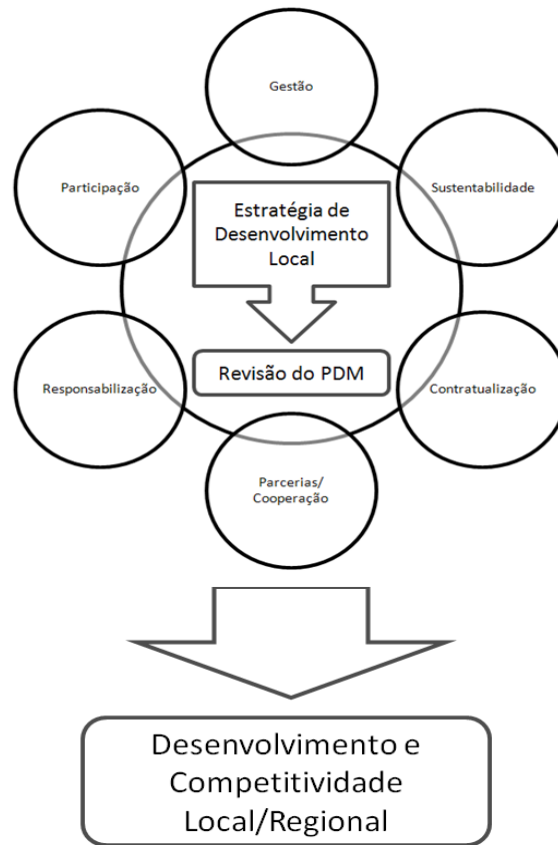 Gestão
Participação
Sustentabilidade
Estratégia de
Desenvolvimento
Local
Revisão do PDM
Responsabilização
Contratualização
Parcerias/
Cooperação
Desenvolvimento e
Competitividade
Local/Regional